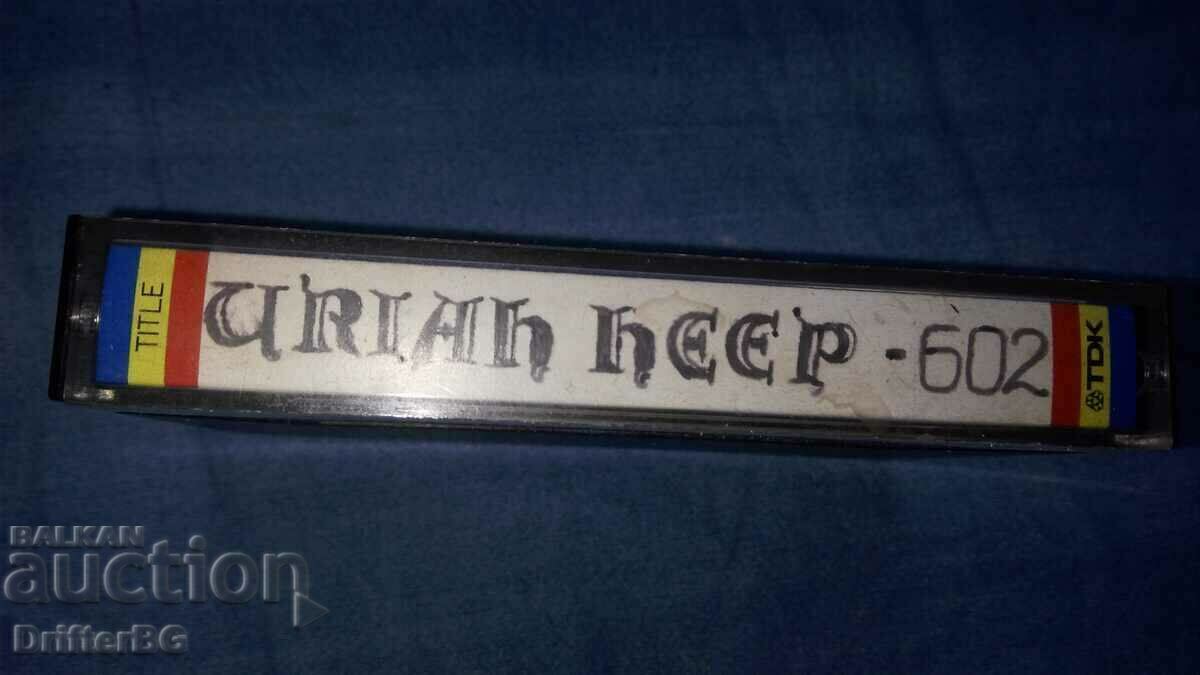 TITLE
URIAH HEEP - 602
TDK
BALKAN
auction
DrifterBG